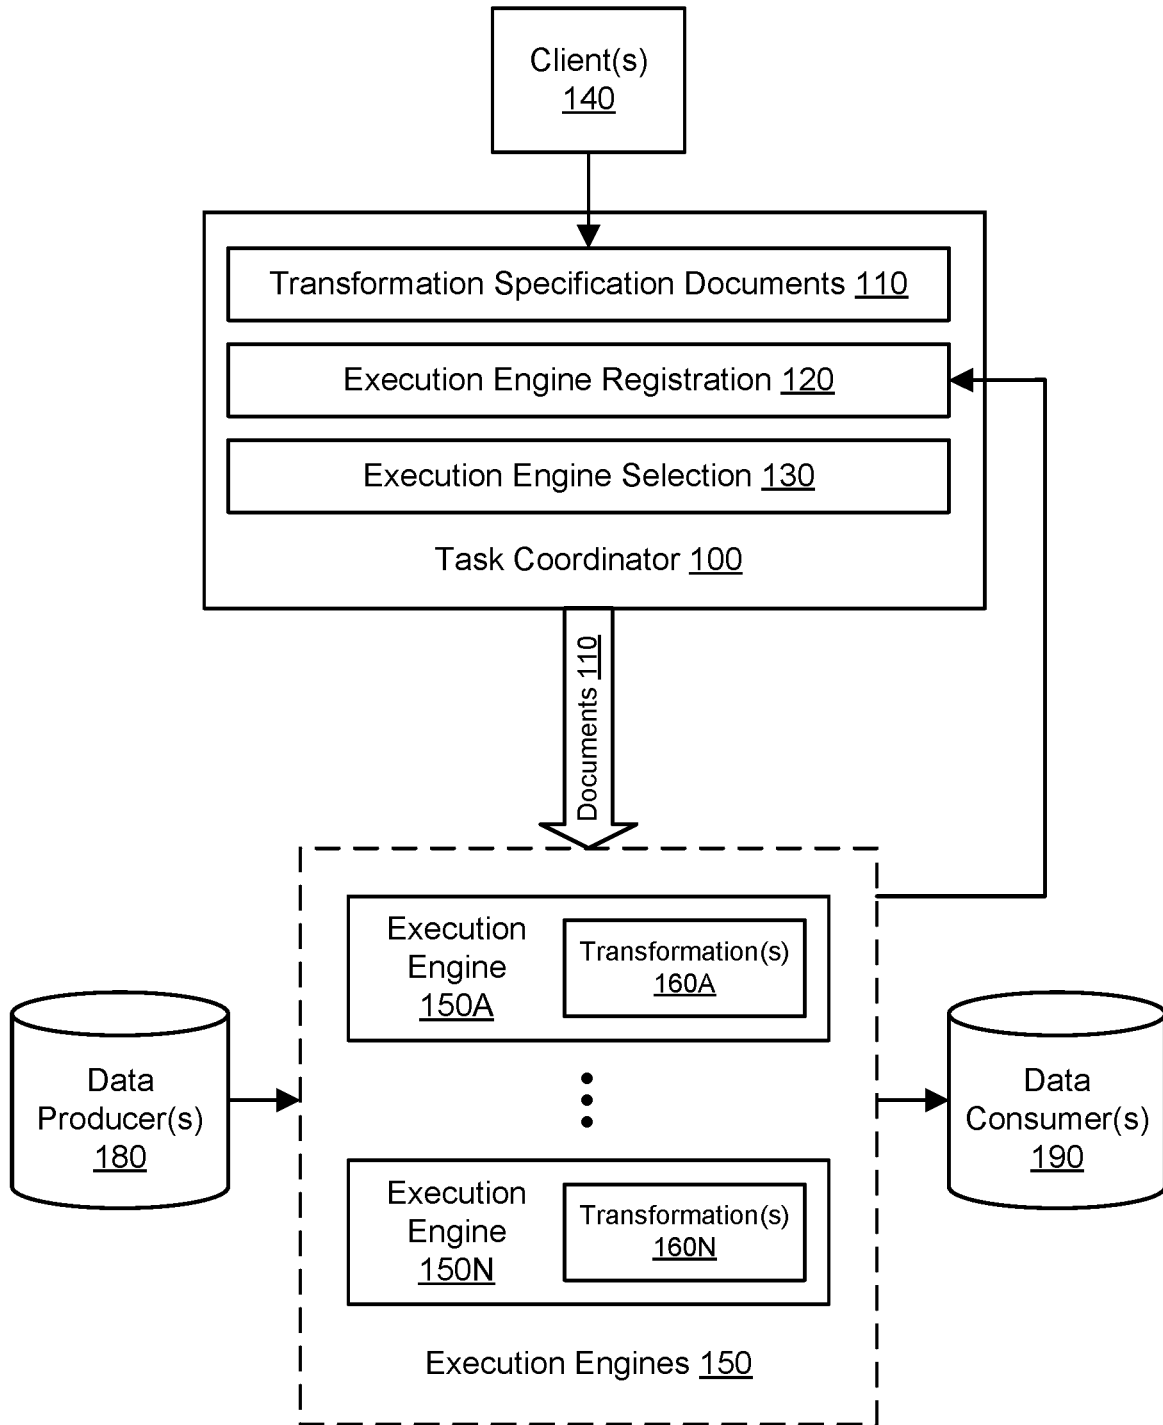 Client(s)
140
Transformation Specification Documents 110
Execution Engine Registration 120
Execution Engine Selection 130
Task Coordinator 100
Documents 110
Execution
Engine
150A
Transformation(s)
160A
Data
Producer(s)
180
Data
Consumer(s)
190
Execution
Engine
150N
Transformation(s)
160N
Execution Engines 150